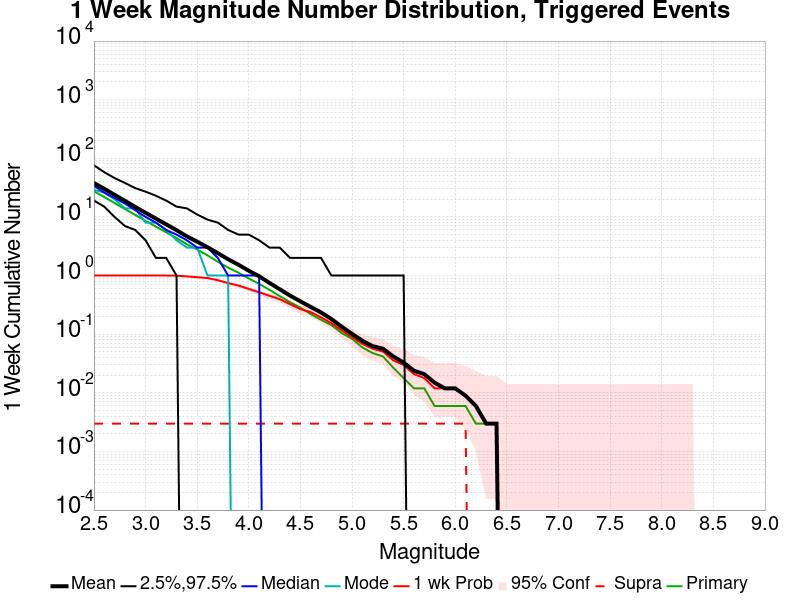 1 Week Magnitude Number Distribution, Triggered Events
1 Week Cumulative Number
10^4
10^3
10^2
10^1
10^0
10^-1
10^-2
10^-3
10^-4
2.5 3.0 3.5 4.0 4.5 5.0 5.5 6.0 6.5 7.0 7.5 8.0 8.5 9.0
Magnitude
Mean 2.5%,97.5% Median Mode 1 wk Prob 95% Conf Supra Primary